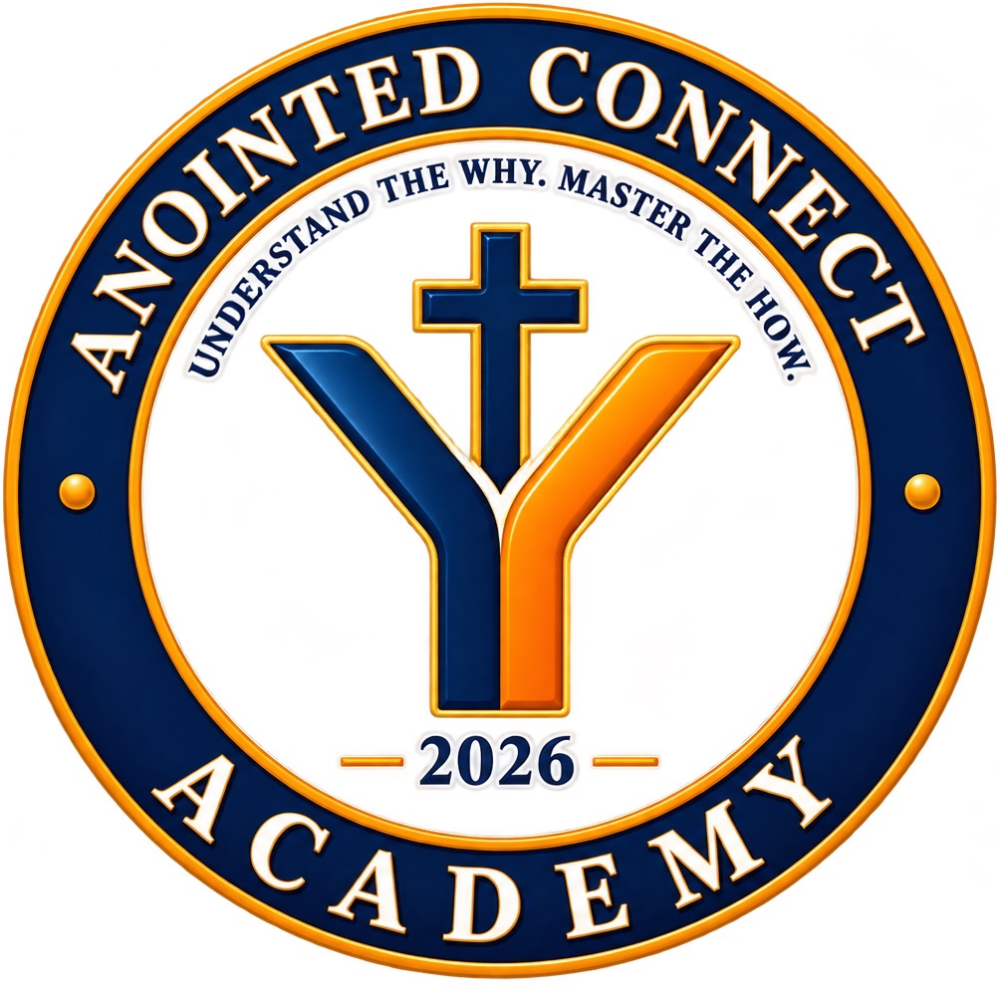 ANOINTED CONNECT
UNDERSTAND THE WHY. MASTER THE HOW.
2026
ACADEMY